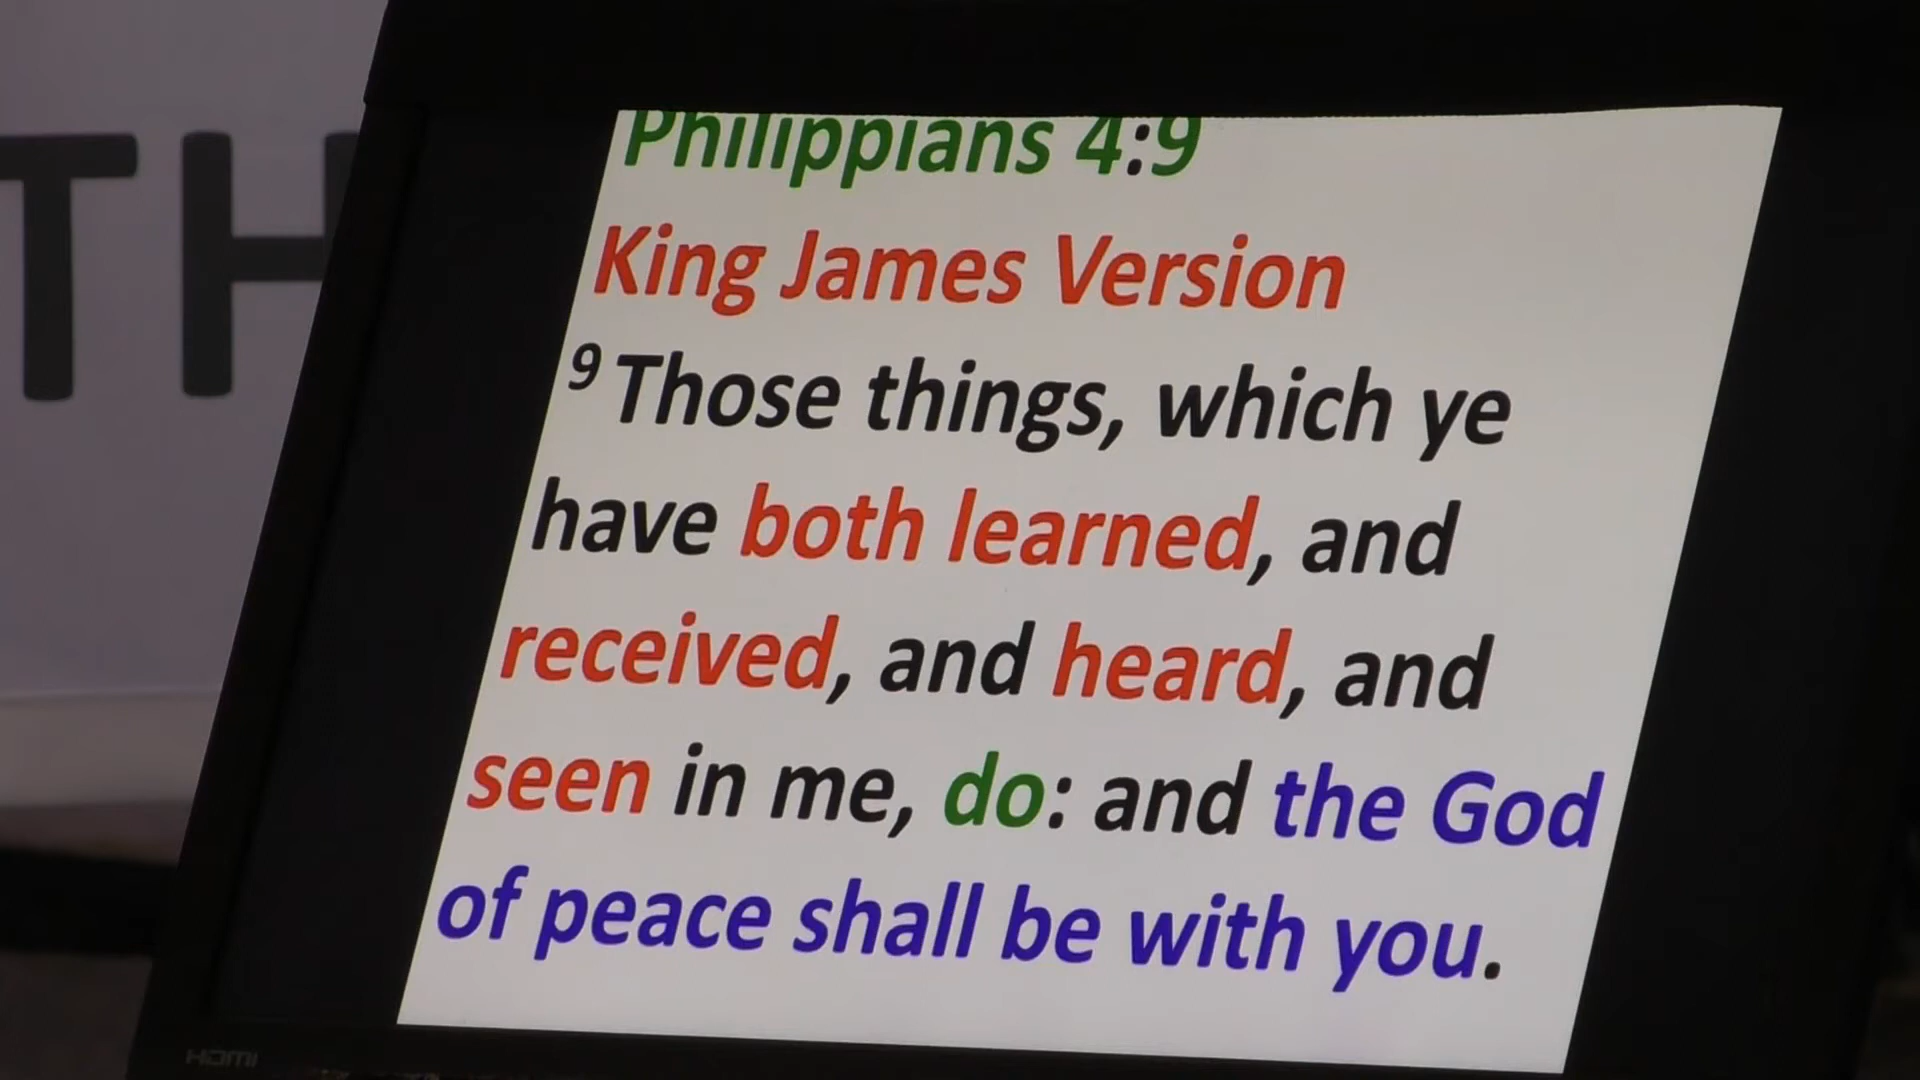 TH
Philippians 4:9
King James Version
9 Those things, which ye
have both learned, and
received, and heard, and
seen in me, do: and the God
of peace shall be with you.
HDMI